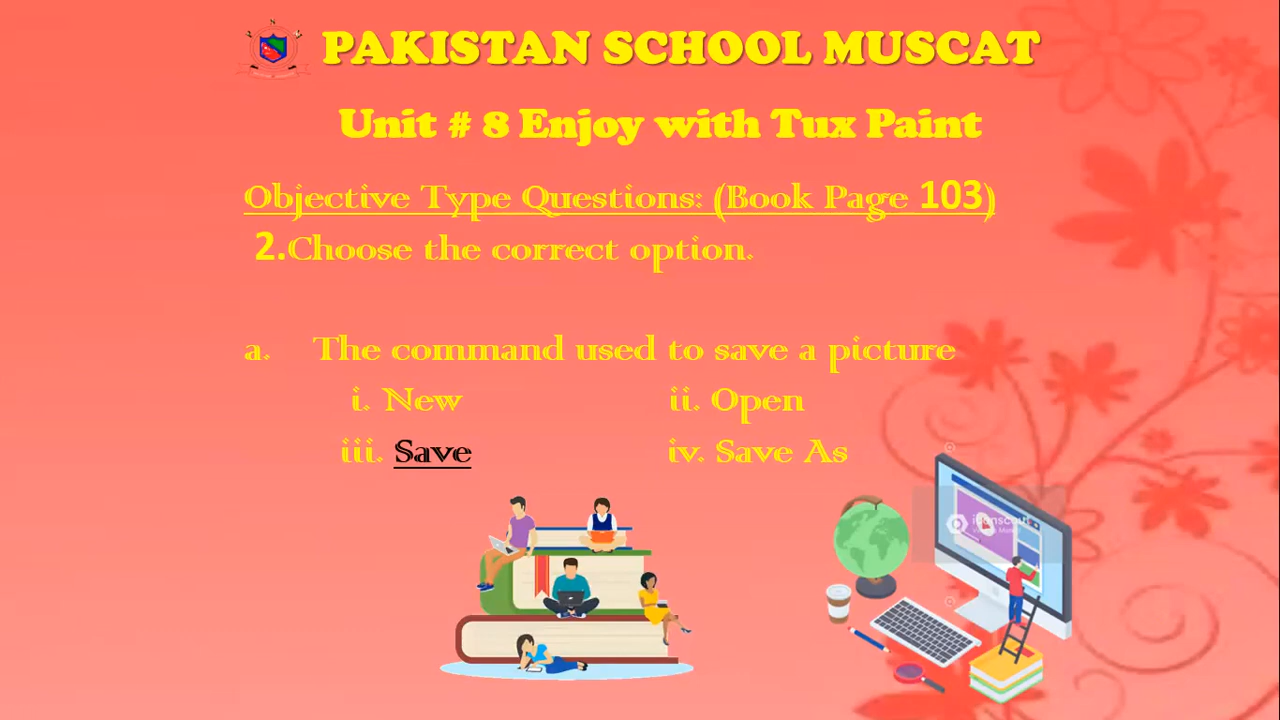 PAKISTAN SCHOOL MUSCAT
Unit # 8 Enjoy with Tux Paint
Objective Type Questions: (Book Page 103)
2.Choose the correct option.
a. The command used to save a picture
i. New ii. Open
iii. Save iv. Save As